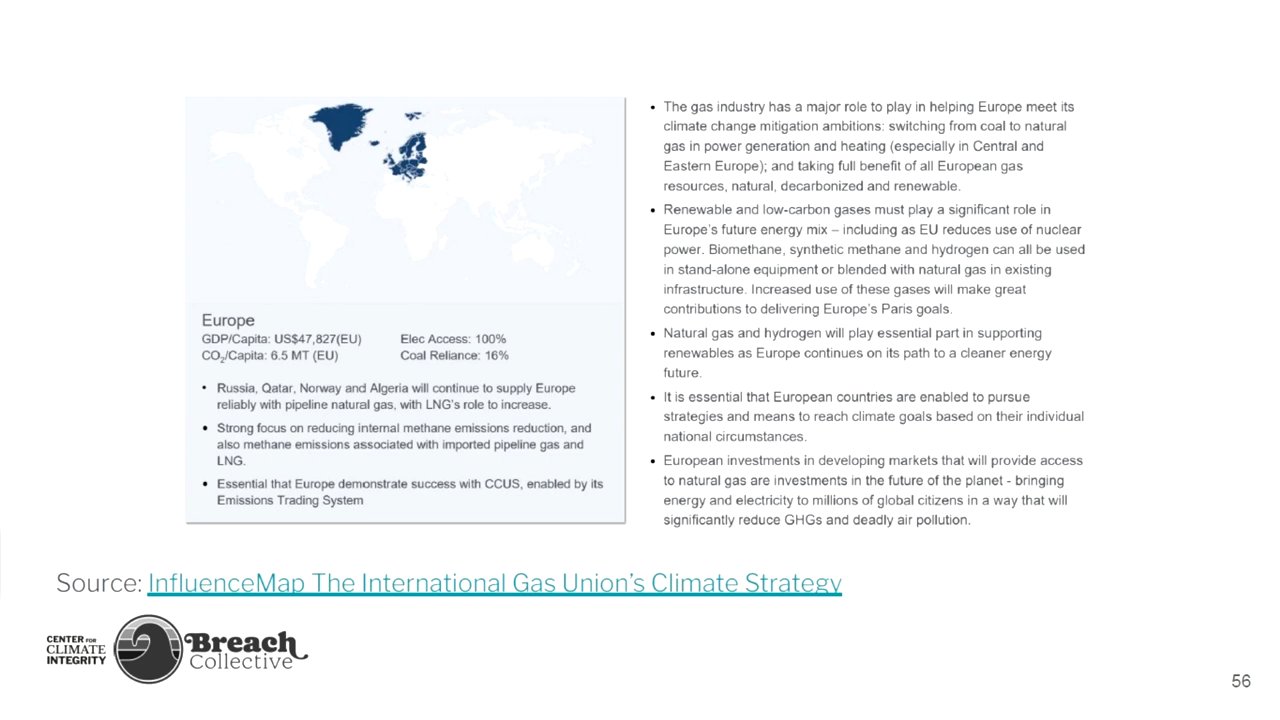 Europe
GDP/Capita: US$47,827(EU) Elec Access: 100%
CO2/Capita: 6.5 MT (EU) Coal Reliance: 16%
• Russia, Qatar, Norway and Algeria will continue to supply Europe
reliably with pipeline natural gas, with LNG's role to increase.
• Strong focus on reducing internal methane emissions reduction, and
also methane emissions associated with imported pipeline gas and
LNG.
• Essential that Europe demonstrate success with CCUS, enabled by its
Emissions Trading System
• The gas industry has a major role to play in helping Europe meet its
climate change mitigation ambitions: switching from coal to natural
gas in power generation and heating (especially in Central and
Eastern Europe); and taking full benefit of all European gas
resources, natural, decarbonized and renewable.
• Renewable and low-carbon gases must play a significant role in
Europe's future energy mix – including as EU reduces use of nuclear
power. Biomethane, synthetic methane and hydrogen can all be used
in stand-alone equipment or blended with natural gas in existing
infrastructure. Increased use of these gases will make great
contributions to delivering Europe's Paris goals.
• Natural gas and hydrogen will play essential part in supporting
renewables as Europe continues on its path to a cleaner energy
future.
• It is essential that European countries are enabled to pursue
strategies and means to reach climate goals based on their individual
national circumstances.
• European investments in developing markets that will provide access
to natural gas are investments in the future of the planet - bringing
energy and electricity to millions of global citizens in a way that will
significantly reduce GHGs and deadly air pollution.
Source: InfluenceMap The International Gas Union's Climate Strategy
CENTER FOR
CLIMATE
INTEGRITY
Breach
Collective
56